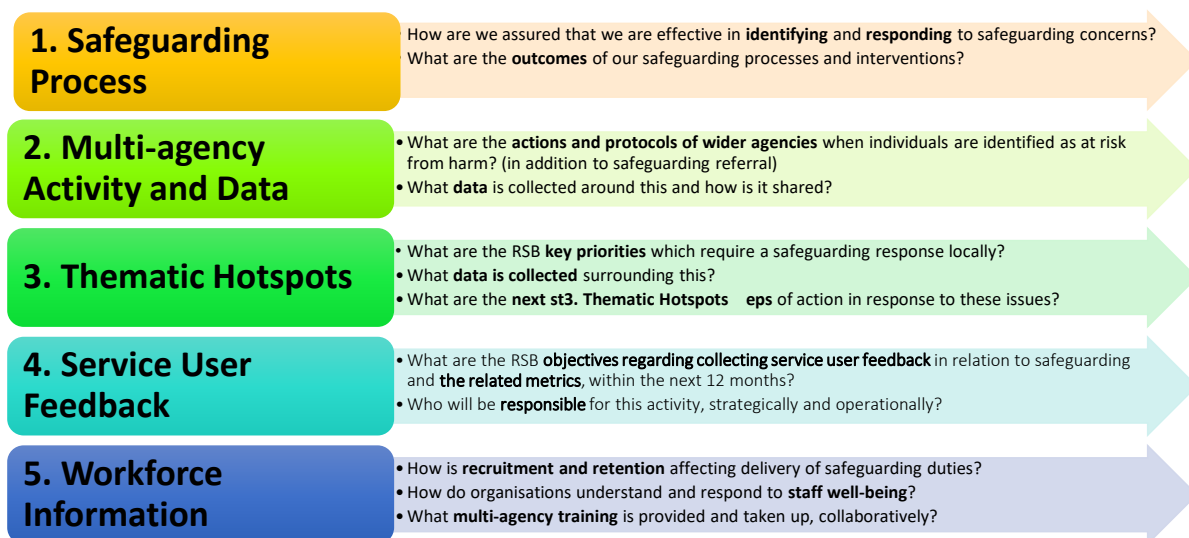 1. Safeguarding
Process
• How are we assured that we are effective in identifying and responding to safeguarding concerns?
• What are the outcomes of our safeguarding processes and interventions?
2. Multi-agency
Activity and Data
• What are the actions and protocols of wider agencies when individuals are identified as at risk
from harm? (in addition to safeguarding referral)
• What data is collected around this and how is it shared?
3. Thematic Hotspots
• What are the RSB key priorities which require a safeguarding response locally?
• What data is collected surrounding this?
• What are the next st3. Thematic Hotspots eps of action in response to these issues?
4. Service User
Feedback
• What are the RSB objectives regarding collecting service user feedback in relation to safeguarding
and the related metrics, within the next 12 months?
• Who will be responsible for this activity, strategically and operationally?
5. Workforce
Information
• How is recruitment and retention affecting delivery of safeguarding duties?
• How do organisations understand and respond to staff well-being?
• What multi-agency training is provided and taken up, collaboratively?